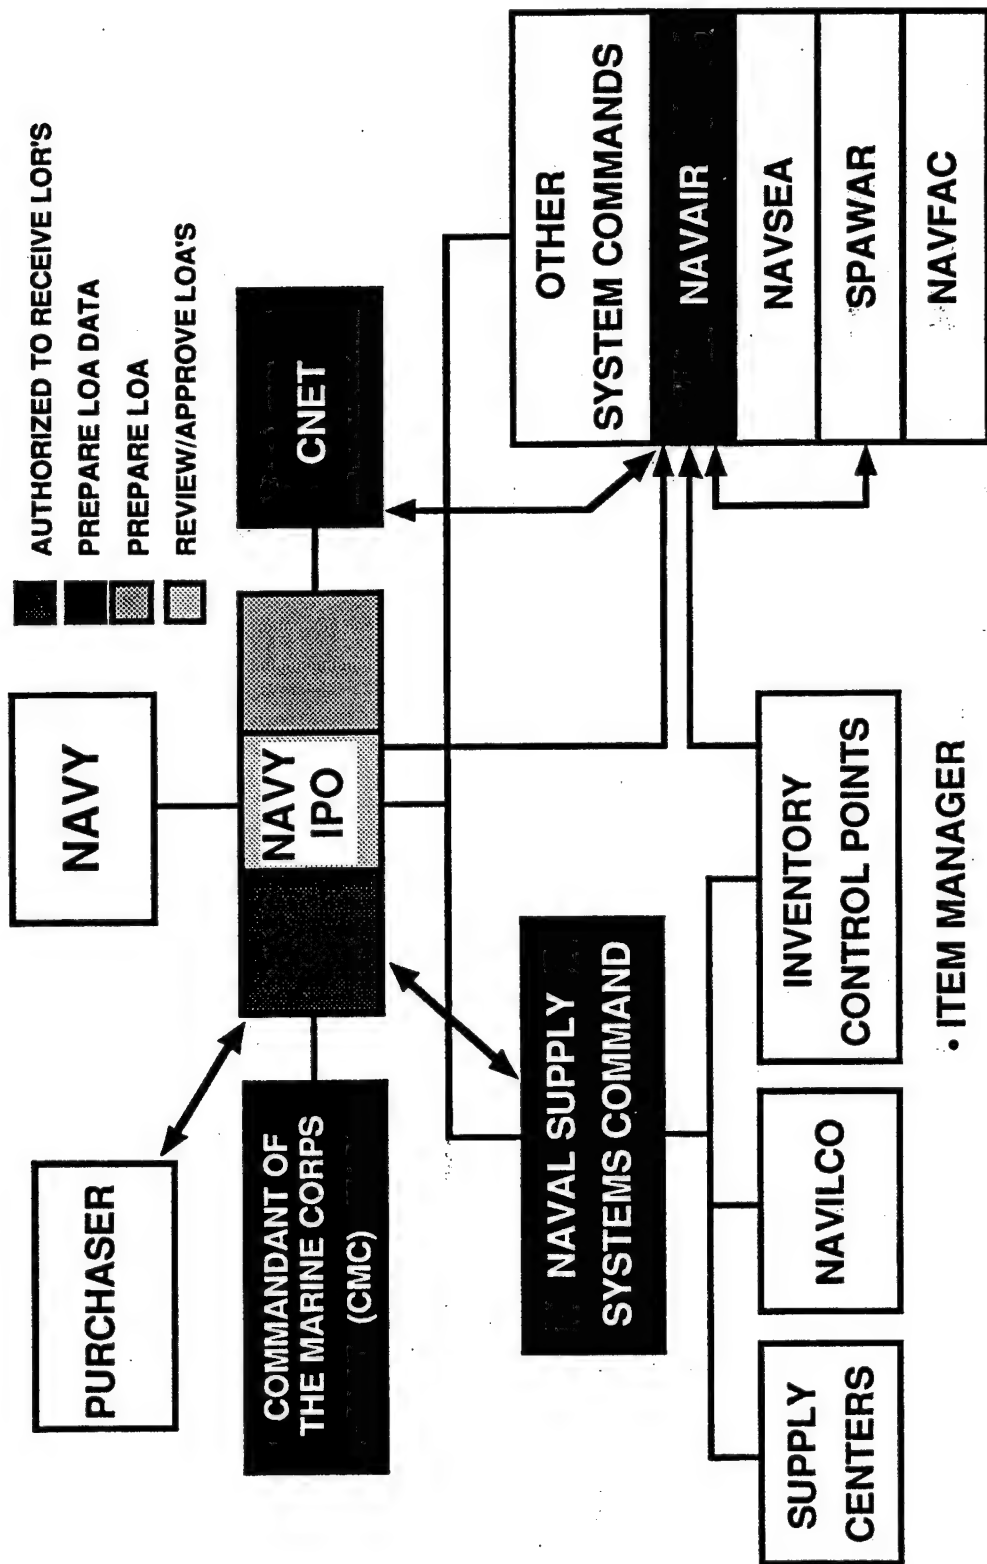 AUTHORIZED TO RECEIVE LOR'S
PREPARE LOA DATA
PREPARE LOA
REVIEW/APPROVE LOA'S
NAVY
PURCHASER
COMMANDANT OF
THE MARINE CORPS
(CMC)
NAVY
IPO
CNET
NAVAL SUPPLY
SYSTEMS COMMAND
OTHER
SYSTEM COMMANDS
NAVAIR
NAVSEA
SPAWAR
NAVFAC
SUPPLY
CENTERS
NAVILCO
INVENTORY
CONTROL POINTS
• ITEM MANAGER